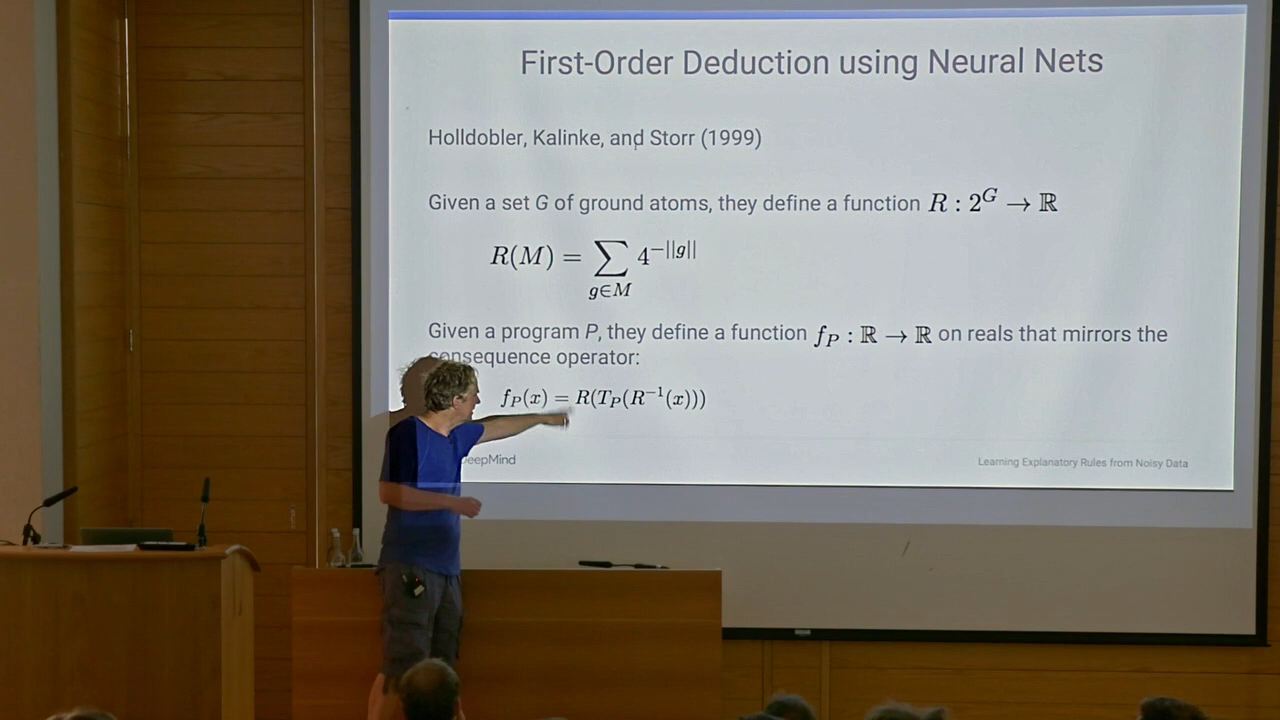 First-Order Deduction using Neural Nets
Holldobler, Kalinke, and Storr (1999)
Given a set G of ground atoms, they define a function R : 2^G → ℝ
R(M) = ∑_{g∈M} 4^{-||g||}
Given a program P, they define a function f_P : ℝ → ℝ on reals that mirrors the
consequence operator:
f_P(x) = R(T_P(R^{-1}(x)))
DeepMind
Learning Explanatory Rules from Noisy Data